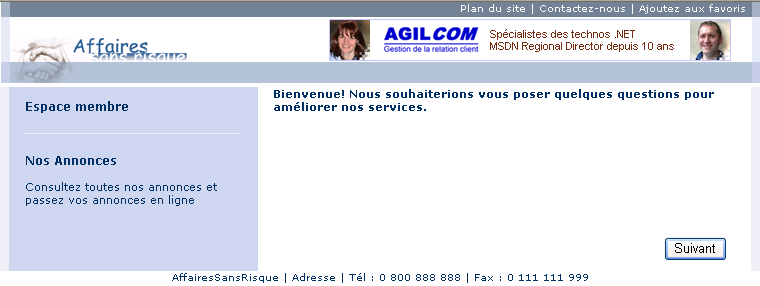 Plan du site | Contactez-nous | Ajoutez aux favoris
Affaires
sans risque
AGILCOM
Gestion de la relation client
Spécialistes des technos .NET
MSDN Regional Director depuis 10 ans
Espace membre
Nos Annonces
Consultez toutes nos annonces et
passez vos annonces en ligne
Bienvenue! Nous souhaiterions vous poser quelques questions pour
améliorer nos services.
Suivant
AffairesSansRisque | Adresse | Tél : 0 800 888 888 | Fax : 0 111 111 999